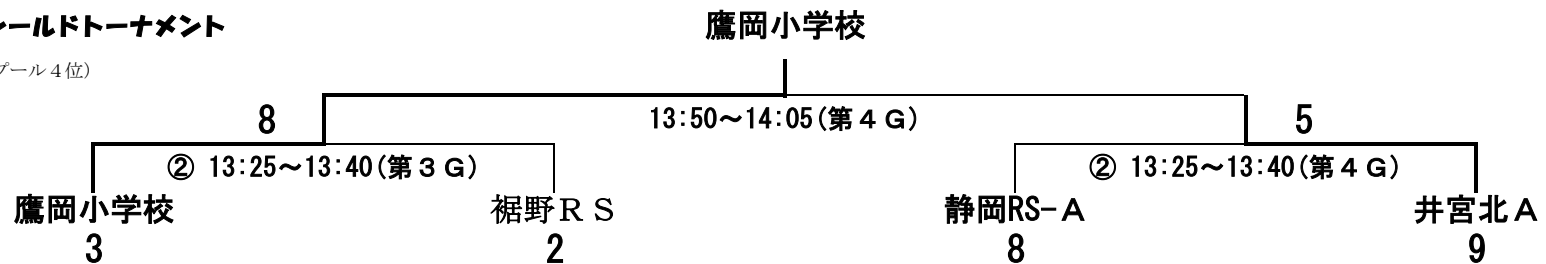 ールドトーナメント
鷹岡小学校
プール４位）
8
13:50～14:05(第４Ｇ)
5
② 13:25～13:40(第３Ｇ)
② 13:25～13:40(第４Ｇ)
鷹岡小学校
裾野ＲＳ
静岡RS-Ａ
井宮北Ａ
3
2
8
9